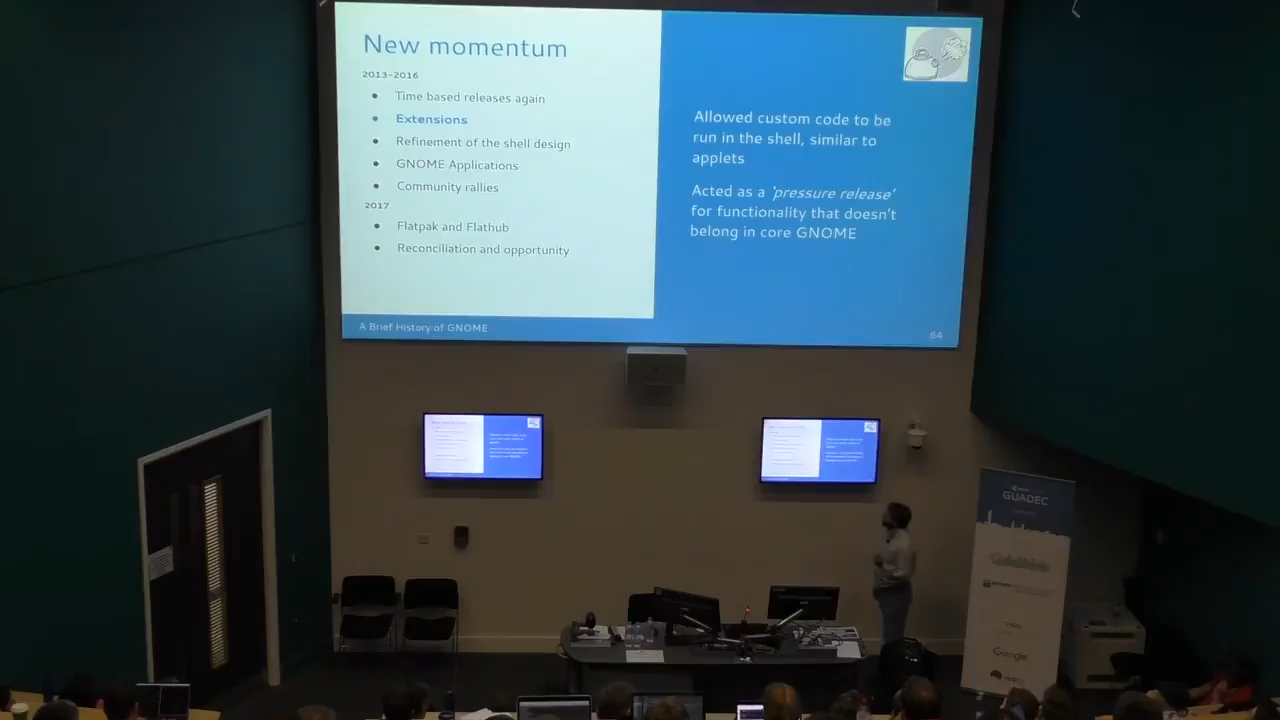 New momentum
2013-2016
Time based releases again
Extensions
Refinement of the shell design
GNOME Applications
Community rallies
2017
Flatpak and Flathub
Reconciliation and opportunity
Allowed custom code to be
run in the shell, similar to
applets
Acted as a 'pressure release'
for functionality that doesn't
belong in core GNOME
A Brief History of GNOME
64
GUADEC
Google